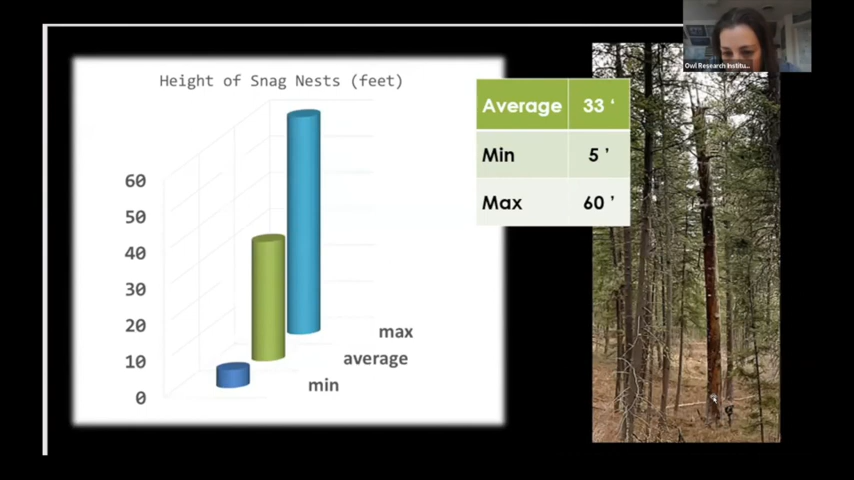 Owl Research Institu...
Height of Snag Nests (feet)
Average 33 ‘
Min 5 ’
Max 60 ’
60
50
40
30
20
10
0
max
average
min